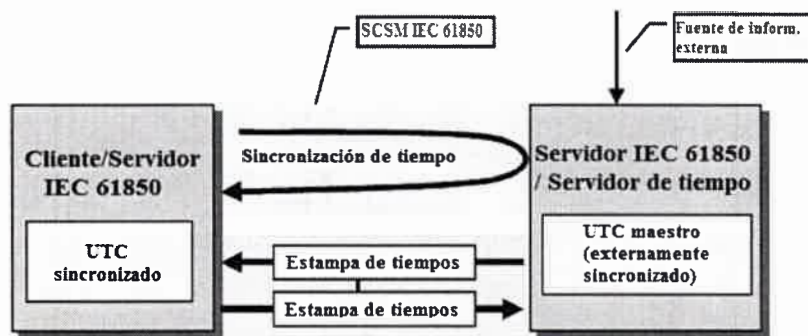 SCSM IEC 61850
Fuente de inform.
externa
Cliente/Servidor
IEC 61850
Sincronización de tiempo
Servidor IEC 61850
/ Servidor de tiempo
UTC
sincronizado
UTC maestro
(externamente
sincronizado)
Estampa de tiempos
Estampa de tiempos